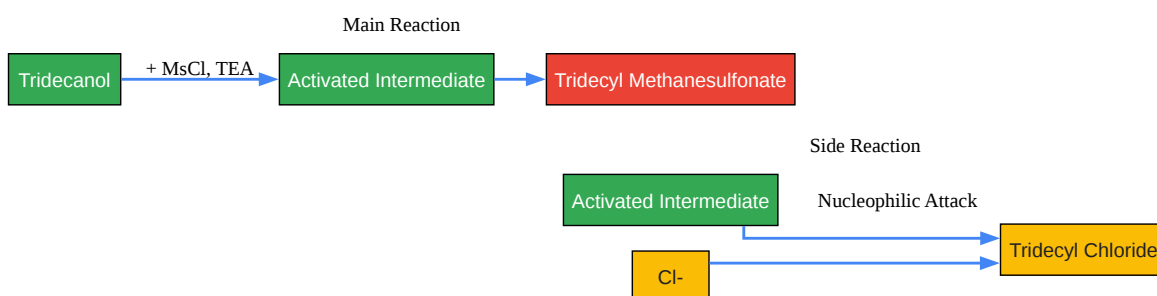 Main Reaction
Tridecanol
+ MsCl, TEA
Activated Intermediate
Tridecyl Methanesulfonate
Side Reaction
Activated Intermediate
Nucleophilic Attack
Tridecyl Chloride
Cl-